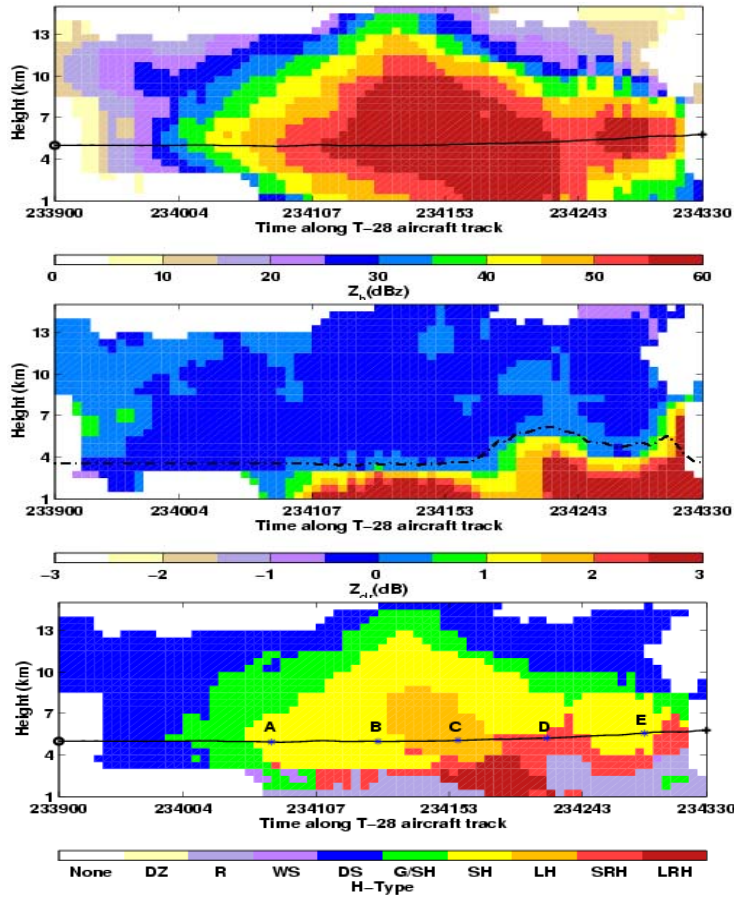 13
10
7
4
1
Height (km)
233900 234004 234107 234153 234243 234330
Time along T-28 aircraft track
0 10 20 30 40 50 60
Z_h(dBz)
13
10
7
4
1
Height (km)
233900 234004 234107 234153 234243 234330
Time along T-28 aircraft track
-3 -2 -1 0 1 2 3
Z_dr(dB)
13
10
7
4
1
Height (km)
A B C D E
233900 234004 234107 234153 234243 234330
Time along T-28 aircraft track
None DZ R WS DS G/SH SH LH SRH LRH
H-Type